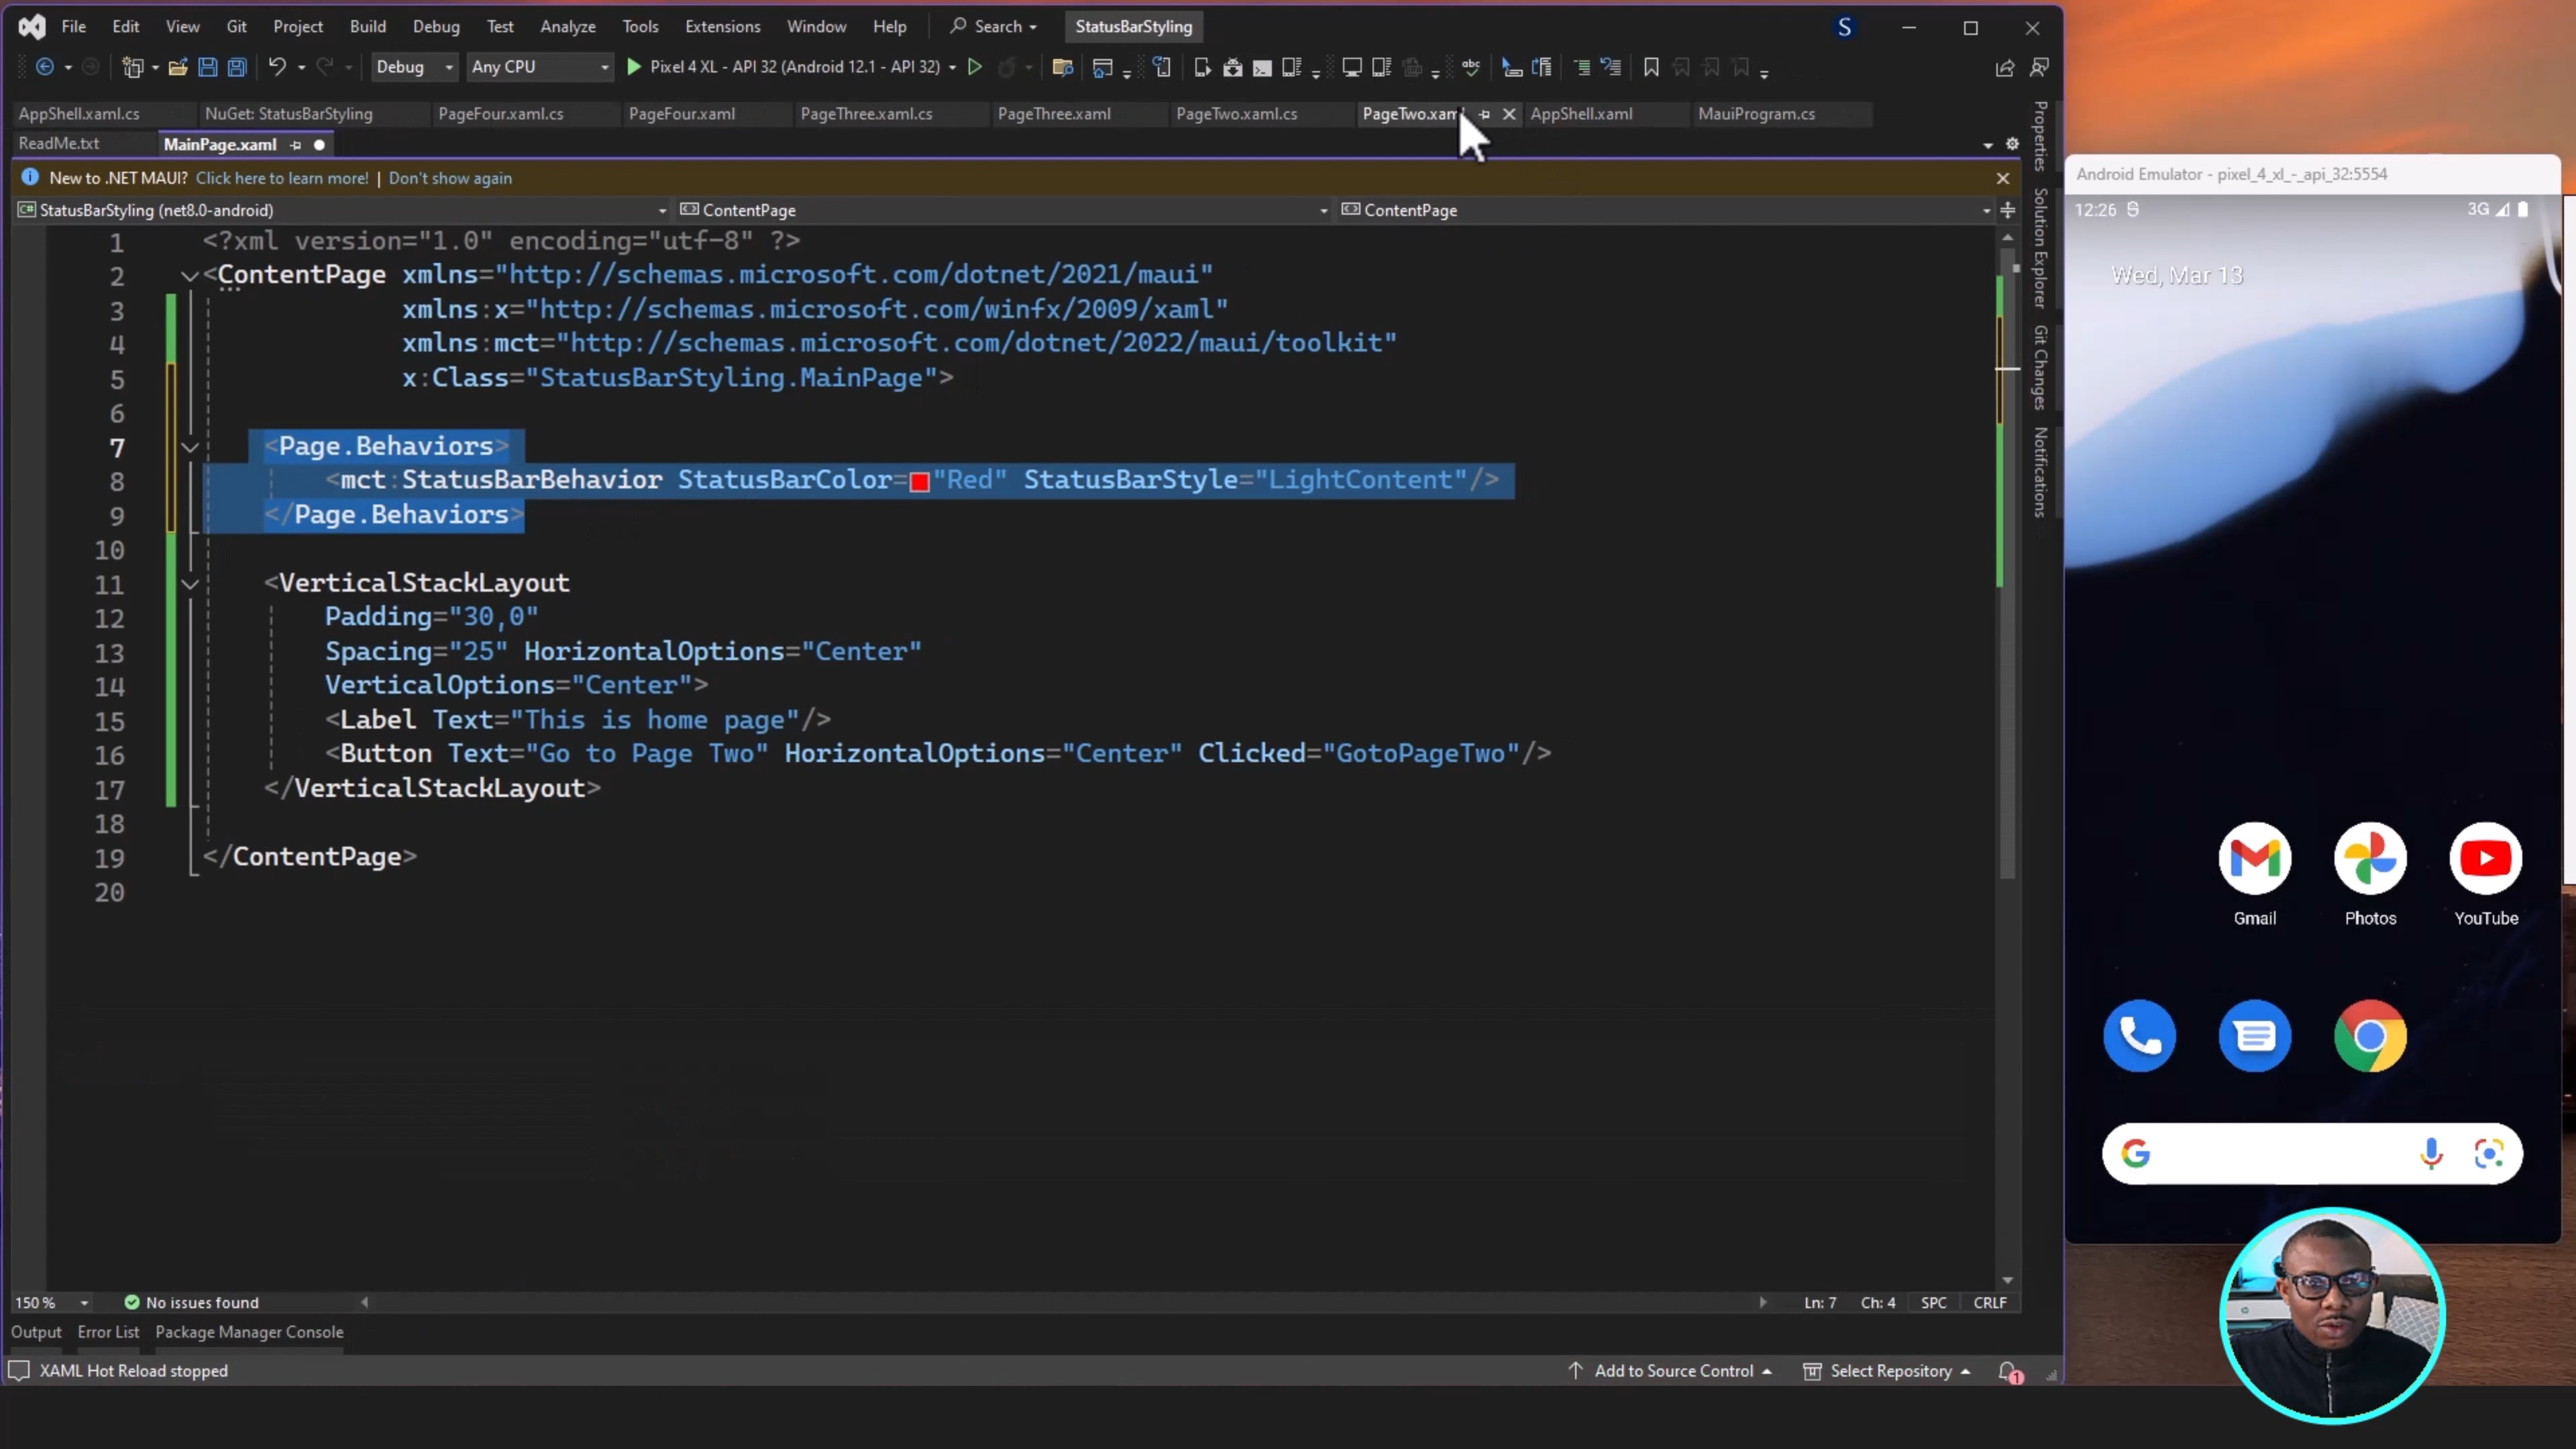 File Edit View Git Project Build Debug Test Analyze Tools Extensions Window Help Search StatusBarStyling S
Debug Any CPU Pixel 4 XL - API 32 (Android 12.1 - API 32)
AppShell.xaml.cs NuGet: StatusBarStyling PageFour.xaml.cs PageFour.xaml PageThree.xaml.cs PageThree.xaml PageTwo.xaml.cs PageTwo.xaml AppShell.xaml MauiProgram.cs
ReadMe.txt MainPage.xaml
New to .NET MAUI? Click here to learn more! | Don't show again
StatusBarStyling (net8.0-android) ContentPage ContentPage
1 <?xml version="1.0" encoding="utf-8" ?>
2 <ContentPage xmlns="http://schemas.microsoft.com/dotnet/2021/maui"
3 xmlns:x="http://schemas.microsoft.com/winfx/2009/xaml"
4 xmlns:mct="http://schemas.microsoft.com/dotnet/2022/maui/toolkit"
5 x:Class="StatusBarStyling.MainPage">
6
7 <Page.Behaviors>
8 <mct:StatusBarBehavior StatusBarColor="Red" StatusBarStyle="LightContent"/>
9 </Page.Behaviors>
10
11 <VerticalStackLayout
12 Padding="30,0"
13 Spacing="25" HorizontalOptions="Center"
14 VerticalOptions="Center">
15 <Label Text="This is home page"/>
16 <Button Text="Go to Page Two" HorizontalOptions="Center" Clicked="GotoPageTwo"/>
17 </VerticalStackLayout>
18
19 </ContentPage>
20
150 % No issues found Ln: 7 Ch: 4 SPC CRLF
Output Error List Package Manager Console
XAML Hot Reload stopped Add to Source Control Select Repository 1
Properties
Solution Explorer
Git Changes
Notifications
Android Emulator - pixel_4_xl_-_api_32:5554
12:26 3G
Wed, Mar 13
Gmail Photos YouTube